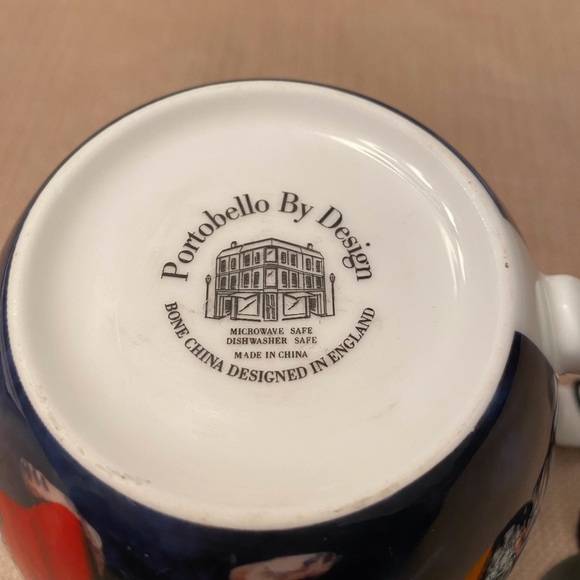 Portobello By Design
MICROWAVE SAFE
DISHWASHER SAFE
MADE IN CHINA
BONE CHINA DESIGNED IN ENGLAND